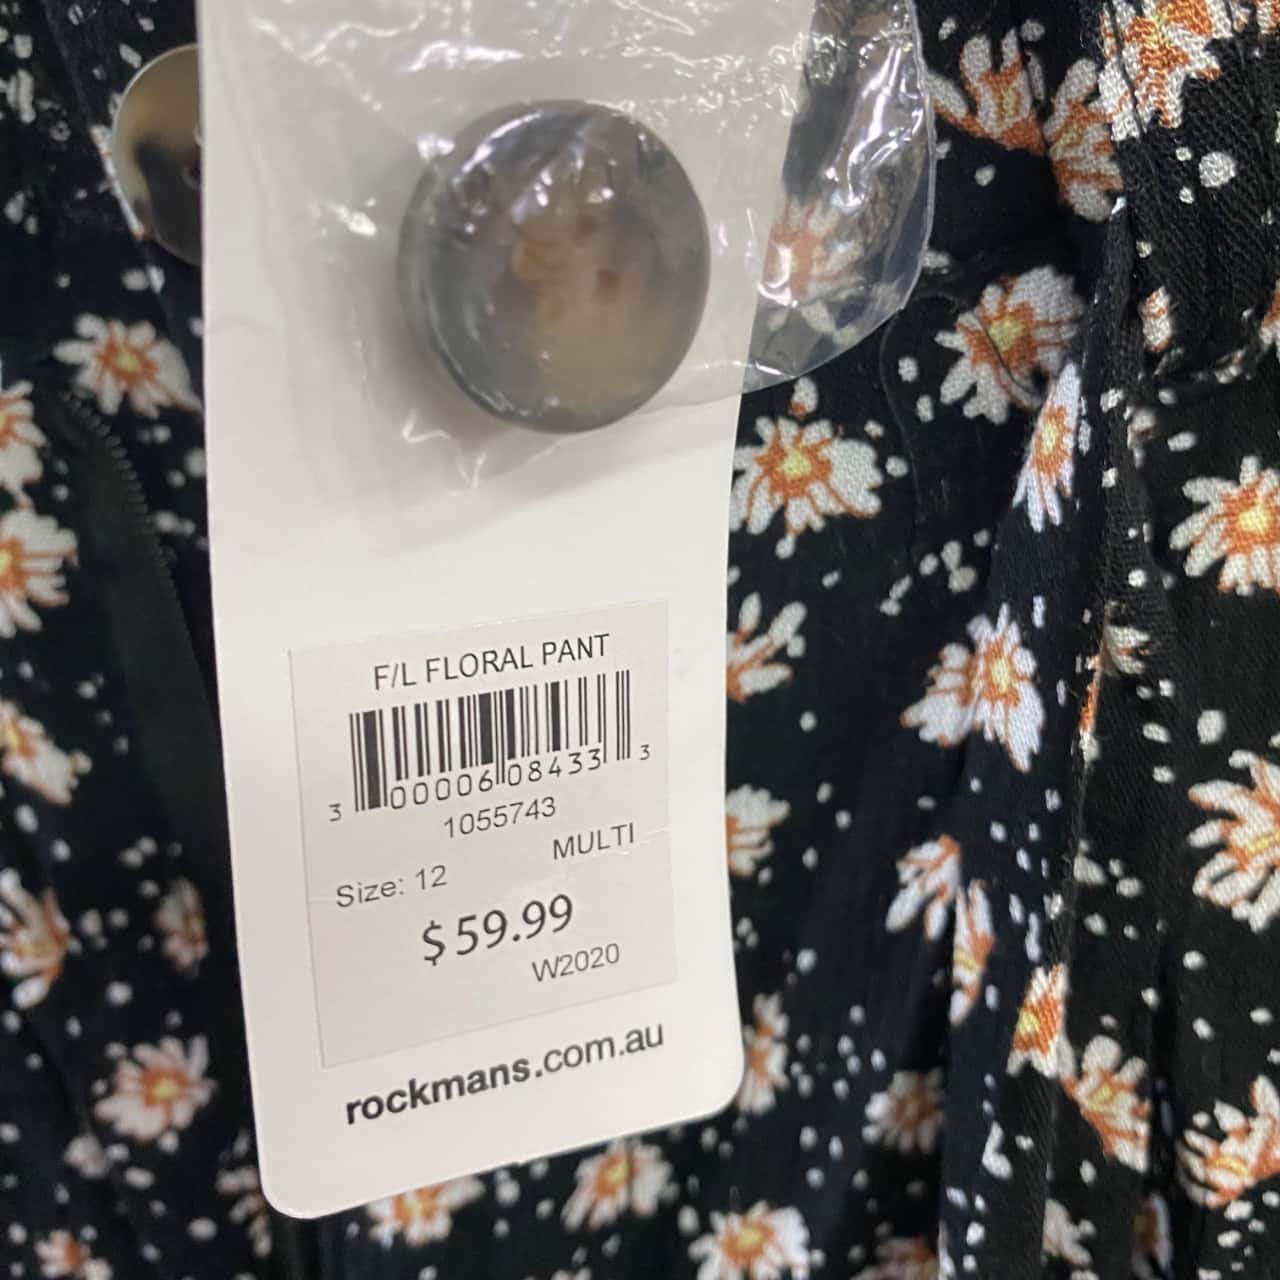 F/L FLORAL PANT
3 00006 08433 3
1055743
MULTI
Size: 12
$59.99
W2020
rockmans.com.au